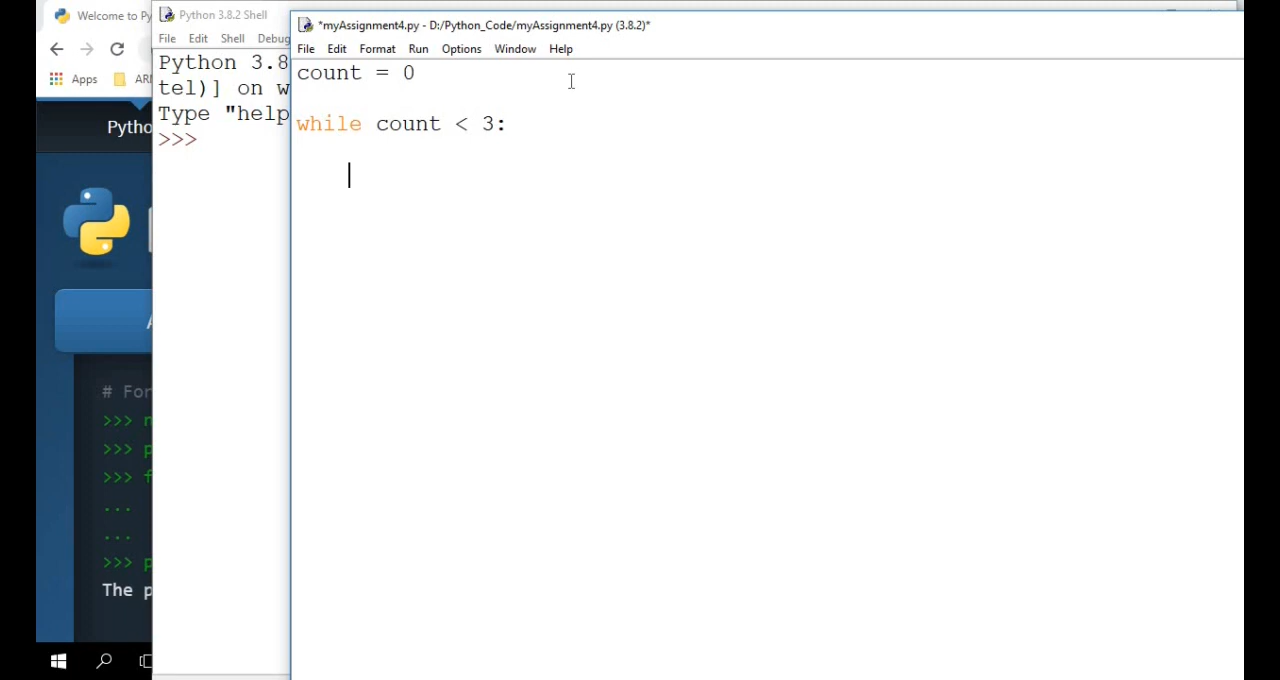 Welcome to Py
Python 3.8.2 Shell
*myAssignment4.py - D:/Python_Code/myAssignment4.py (3.8.2)*
File Edit Shell Debug
File Edit Format Run Options Window Help
Apps
Python 3.8
tel)] on w
Type "help
>>>
count = 0
while count < 3:
Pytho
# For
>>> n
>>> p
>>> f
...
...
>>> p
The p